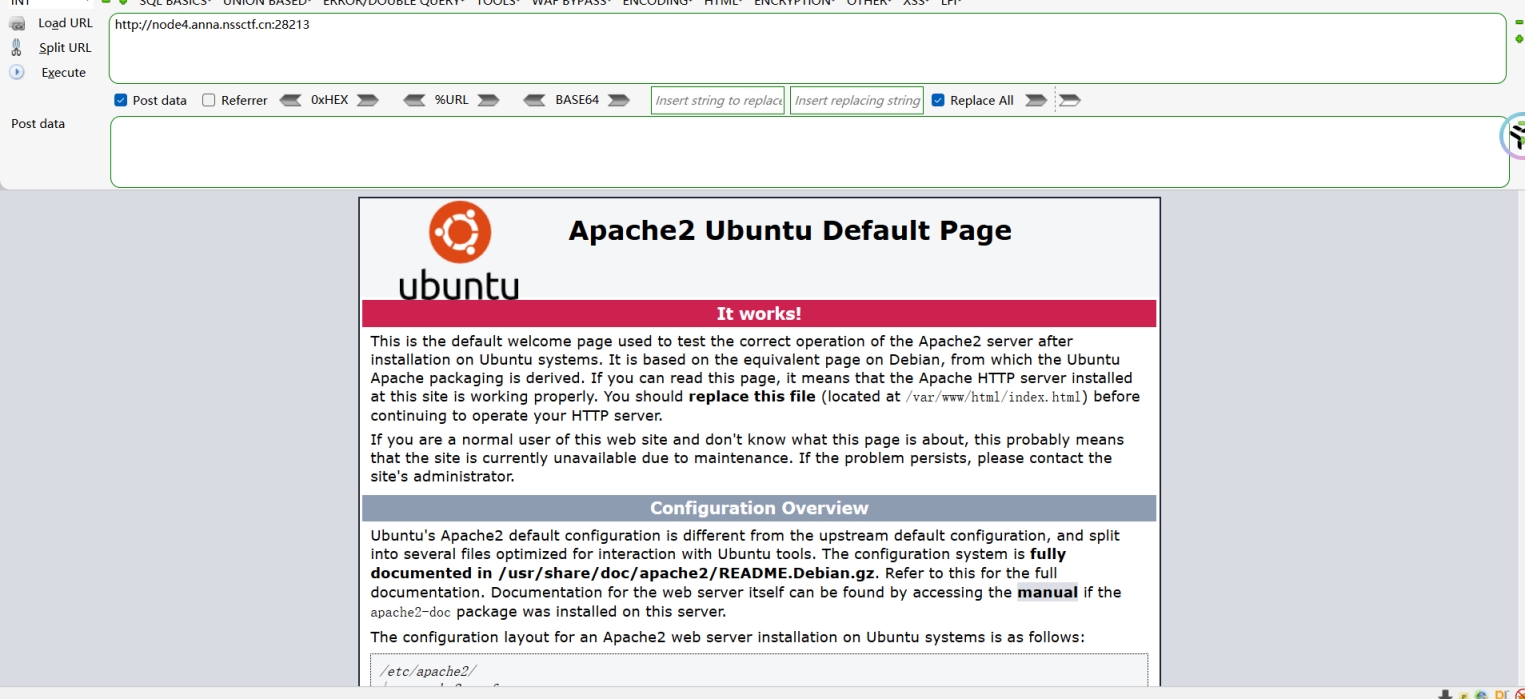 INT SQL BASICS UNION BASED ERROR/DOUBLE QUERY TOOLS WAF BYPASS ENCODING HTML ENCRYPTION OTHER XSS LFI
Load URL http://node4.anna.nssctf.cn:28213
Split URL
Execute
Post data Referrer 0xHEX %URL BASE64 Insert string to replace Insert replacing string Replace All
Post data
ubuntu
Apache2 Ubuntu Default Page
It works!
This is the default welcome page used to test the correct operation of the Apache2 server after
installation on Ubuntu systems. It is based on the equivalent page on Debian, from which the Ubuntu
Apache packaging is derived. If you can read this page, it means that the Apache HTTP server installed
at this site is working properly. You should replace this file (located at /var/www/html/index.html) before
continuing to operate your HTTP server.
If you are a normal user of this web site and don't know what this page is about, this probably means
that the site is currently unavailable due to maintenance. If the problem persists, please contact the
site's administrator.
Configuration Overview
Ubuntu's Apache2 default configuration is different from the upstream default configuration, and split
into several files optimized for interaction with Ubuntu tools. The configuration system is fully
documented in /usr/share/doc/apache2/README.Debian.gz. Refer to this for the full
documentation. Documentation for the web server itself can be found by accessing the manual if the
apache2-doc package was installed on this server.
The configuration layout for an Apache2 web server installation on Ubuntu systems is as follows:
/etc/apache2/